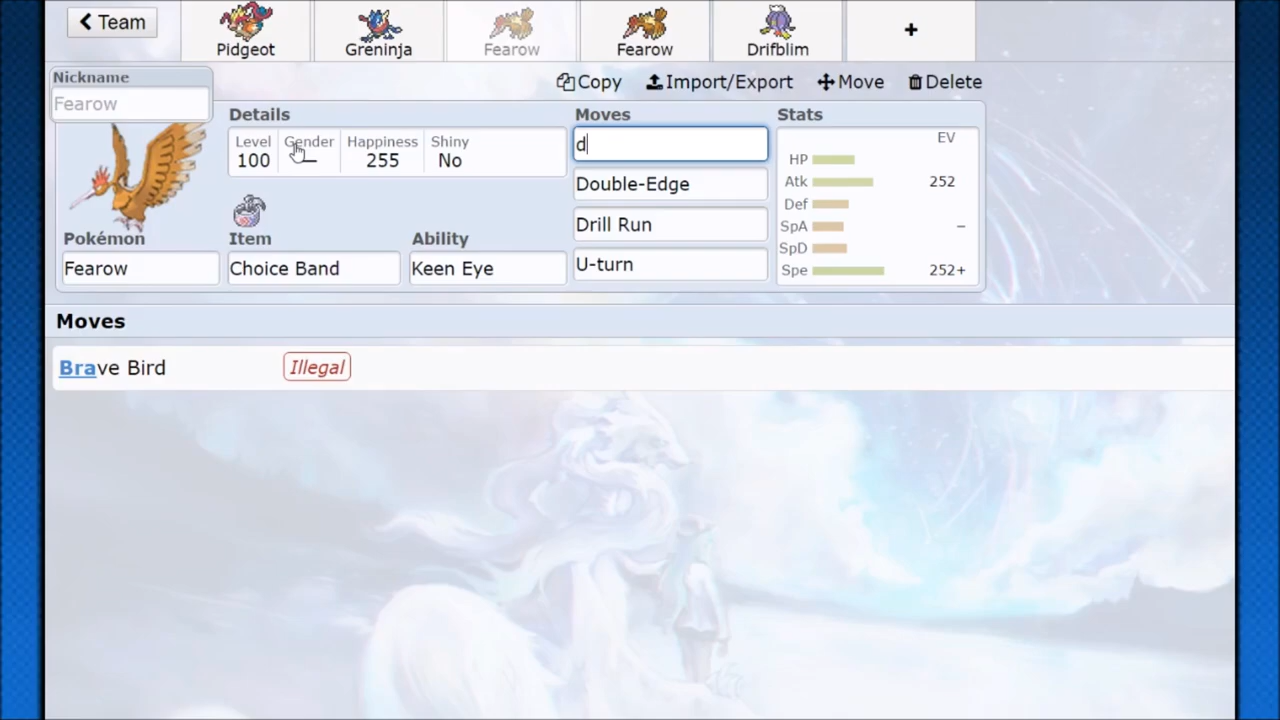 Team
Pidgeot
Greninja
Fearow
Fearow
Drifblim
+
Nickname
Fearow
Copy
Import/Export
Move
Delete
Details
Moves
Stats
Level
Gender
Happiness
Shiny
100
—
255
No
d
EV
HP
Atk 252
Def
SpA –
SpD
Spe 252+
Double-Edge
Drill Run
U-turn
Pokémon
Item
Ability
Fearow
Choice Band
Keen Eye
Moves
Brave Bird
Illegal